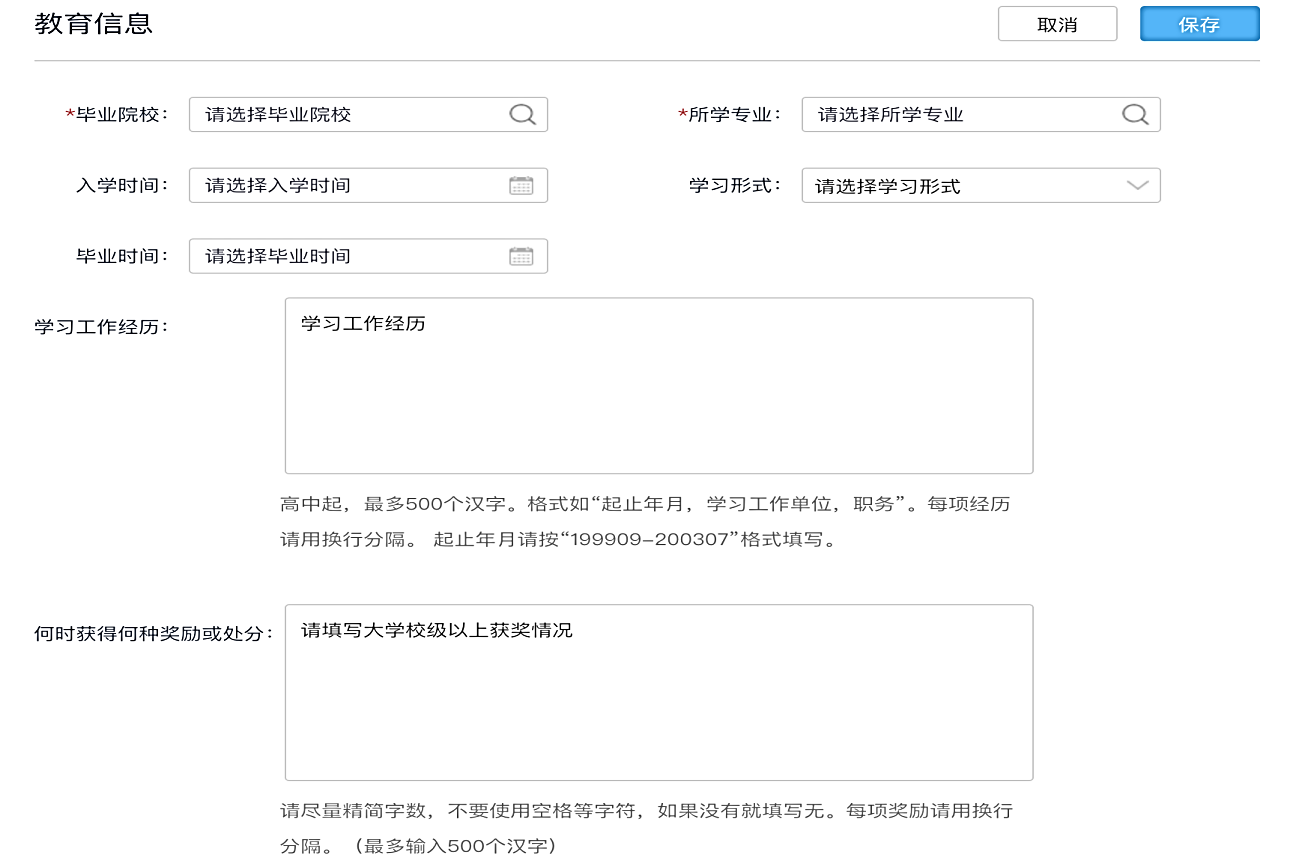 教育信息 取消 保存
*毕业院校： 请选择毕业院校 *所学专业： 请选择所学专业
入学时间： 请选择入学时间 学习形式： 请选择学习形式
毕业时间： 请选择毕业时间
学习工作经历： 学习工作经历
高中起，最多500个汉字。格式如“起止年月，学习工作单位，职务”。每项经历
请用换行分隔。 起止年月请按“199909–200307”格式填写。
何时获得何种奖励或处分： 请填写大学校级以上获奖情况
请尽量精简字数，不要使用空格等字符，如果没有就填写无。每项奖励请用换行
分隔。（最多输入500个汉字）